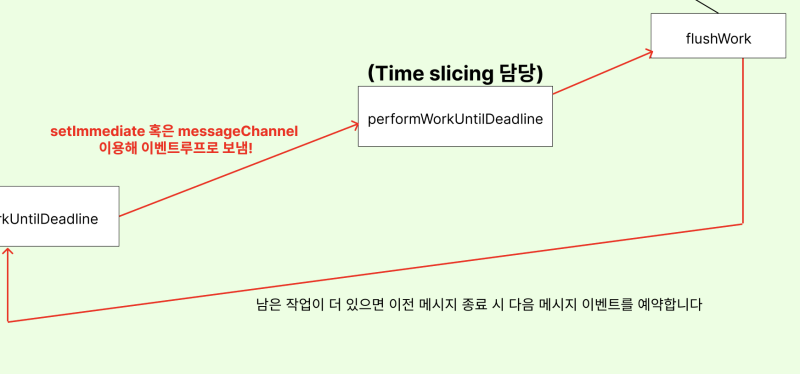 flushWork
(Time slicing 담당)
performWorkUntilDeadline
setImmediate 혹은 messageChannel
이용해 이벤트루프로 보냄!
rkUntilDeadline
남은 작업이 더 있으면 이전 메시지 종료 시 다음 메시지 이벤트를 예약합니다